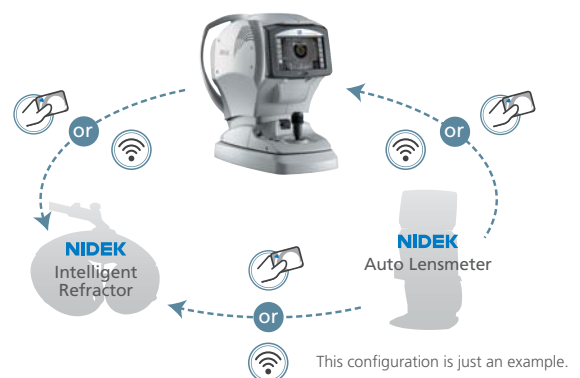 or
or
NIDEK
Intelligent
Refractor
NIDEK
Auto Lensmeter
or
This configuration is just an example.